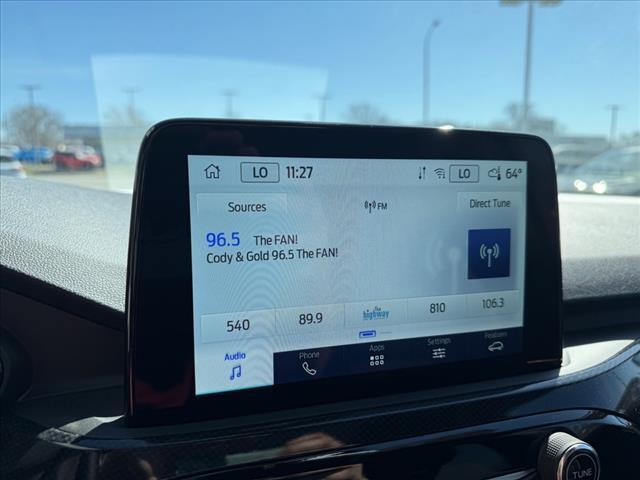 LO 11:27 LO 64°
Sources FM Direct Tune
96.5 The FAN!
Cody & Gold 96.5 The FAN!
540 89.9 the highway 810 106.3
Audio Phone Apps Settings Features
TUNE